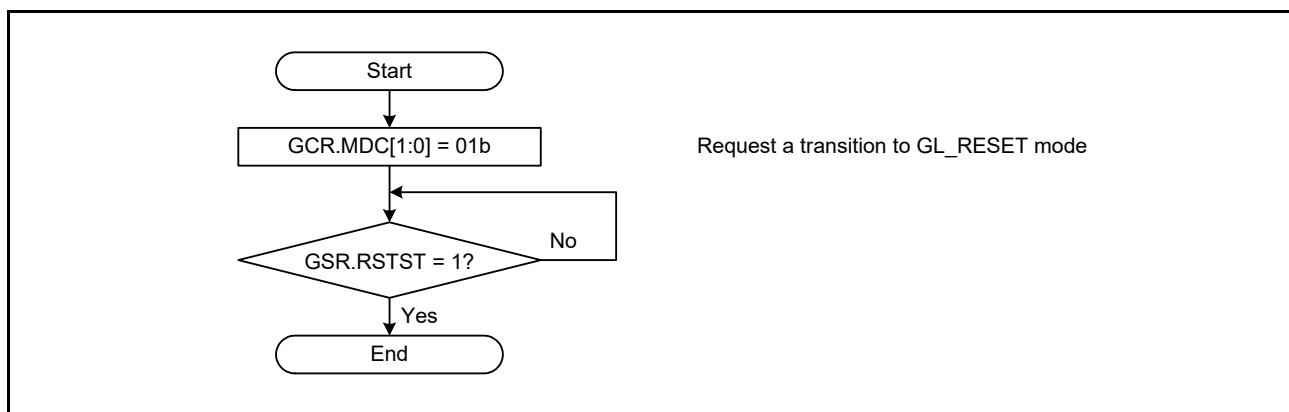 Start
GCR.MDC[1:0] = 01b
Request a transition to GL_RESET mode
No
GSR.RSTST = 1?
Yes
End